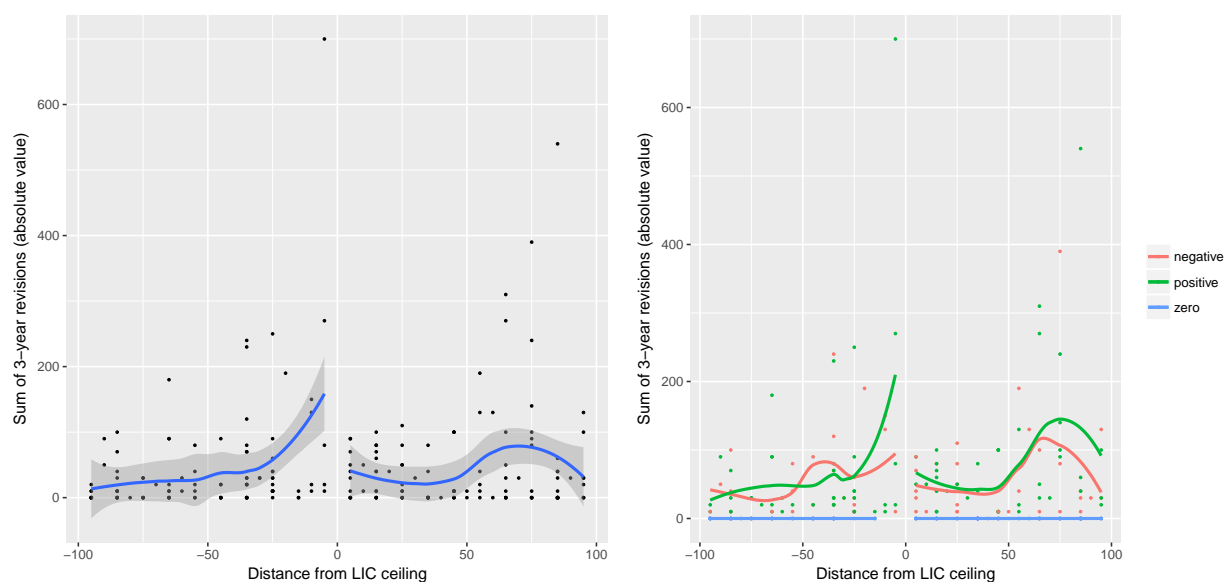 Sum of 3−year revisions (absolute value)
600
400
200
0
−100
−50
0
50
100
Distance from LIC ceiling
Sum of 3−year revisions (absolute value)
600
400
200
0
−100
−50
0
50
100
Distance from LIC ceiling
negative
positive
zero